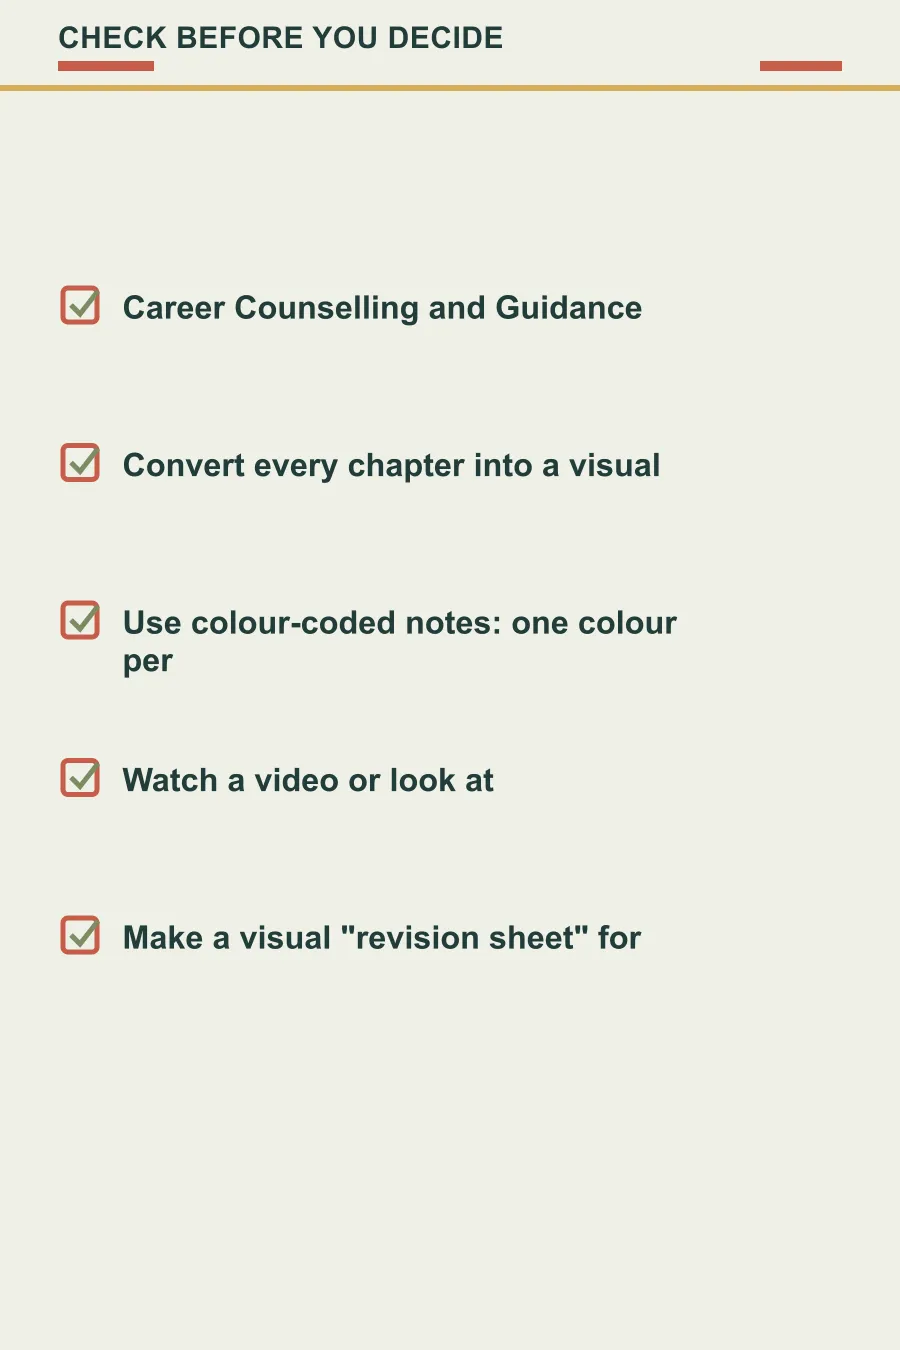 CHECK BEFORE YOU DECIDE
Career Counselling and Guidance
Convert every chapter into a visual
Use colour-coded notes: one colour
per
Watch a video or look at
Make a visual "revision sheet" for